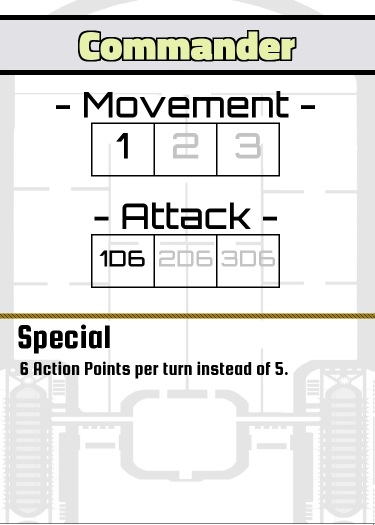 Commander
- Movement -
1 2 3
- Attack -
1D6 2D6 3D6
Special
6 Action Points per turn instead of 5.